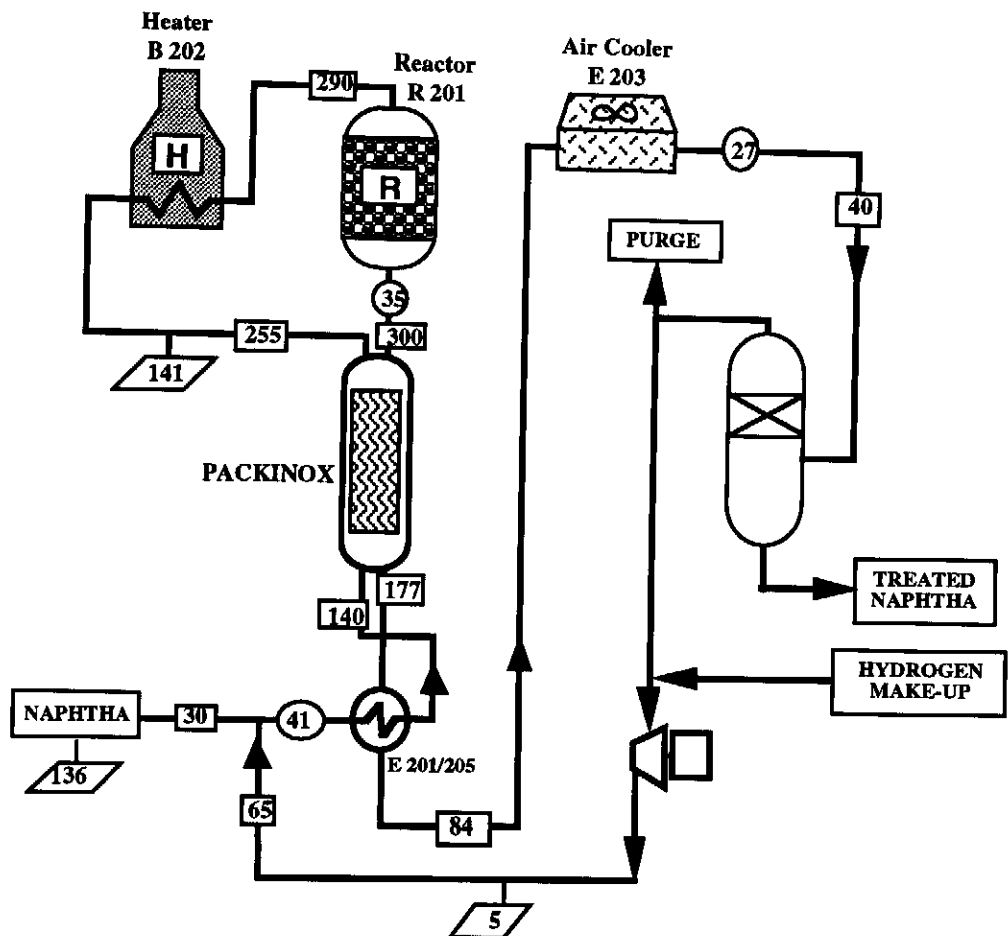 Heater
B 202
Reactor
R 201
Air Cooler
E 203
290
H
R
27
40
PURGE
35
300
255
141
PACKINOX
177
140
TREATED
NAPHTHA
HYDROGEN
MAKE-UP
NAPHTHA
30
41
E 201/205
136
65
84
5